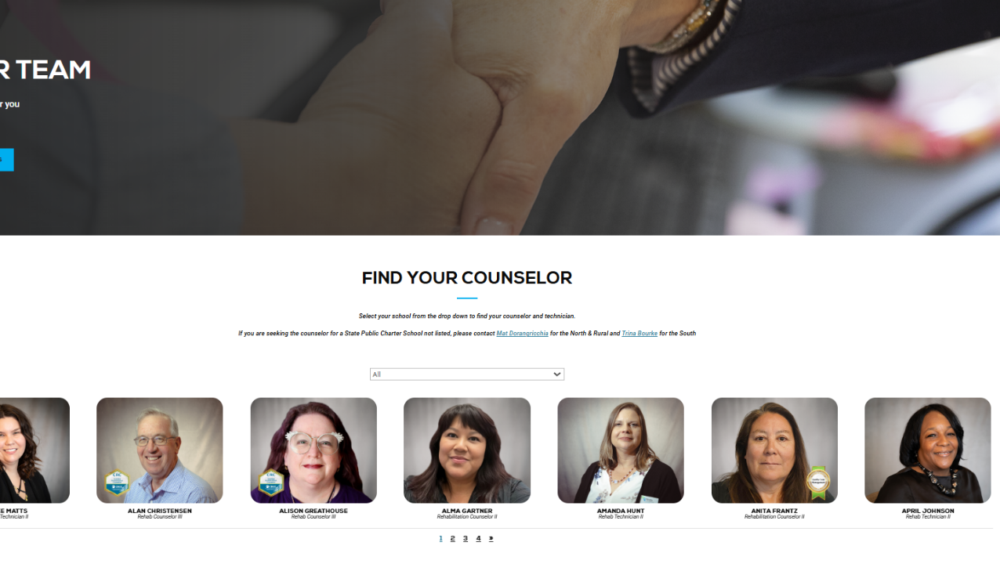 R TEAM
r you
s
FIND YOUR COUNSELOR
Select your school from the drop down to find your counselor and technician.
If you are seeking the counselor for a State Public Charter School not listed, please contact Mat Dorangricchia for the North & Rural and Trina Bourke for the South
All
CRC
CRC
E MATTS
Technician II
ALAN CHRISTENSEN
Rehab Counselor III
ALISON GREATHOUSE
Rehab Counselor III
ALMA GARTNER
Rehabilitation Counselor II
AMANDA HUNT
Rehab Technician II
ANITA FRANTZ
Rehabilitation Counselor II
APRIL JOHNSON
Rehab Technician II
1 2 3 4 »